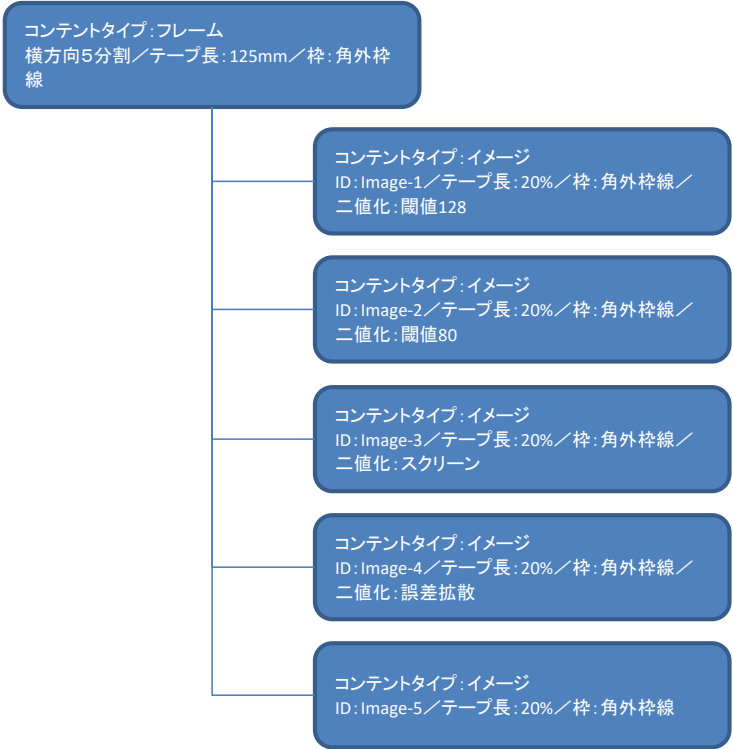 コンテントタイプ：フレーム
横方向5分割／テープ長：125mm／枠：角外枠
線
コンテントタイプ：イメージ
ID：Image-1／テープ長：20%／枠：角外枠線／
二値化：閾値128
コンテントタイプ：イメージ
ID：Image-2／テープ長：20%／枠：角外枠線／
二値化：閾値80
コンテントタイプ：イメージ
ID：Image-3／テープ長：20%／枠：角外枠線／
二値化：スクリーン
コンテントタイプ：イメージ
ID：Image-4／テープ長：20%／枠：角外枠線／
二値化：誤差拡散
コンテントタイプ：イメージ
ID：Image-5／テープ長：20%／枠：角外枠線